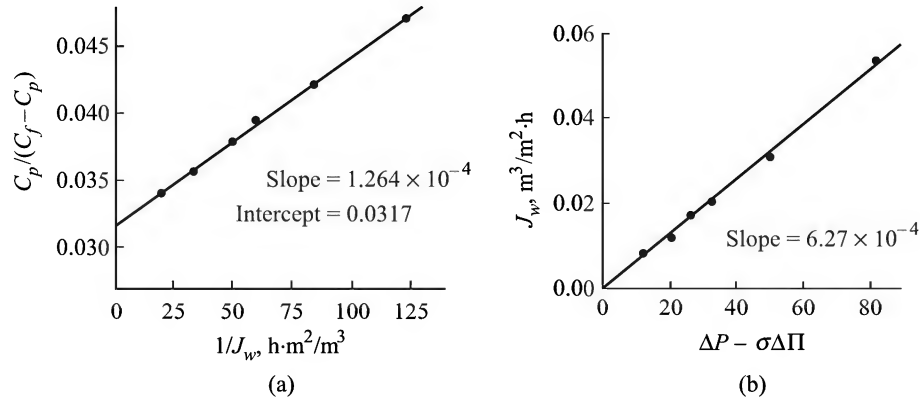 0.045
0.040
0.035
0.030
C_p/(C_f − C_p)
Slope = 1.264 × 10^−4
Intercept = 0.0317
0 25 50 75 100 125
1/J_w, h·m²/m³
(a)
0.06
0.04
0.02
0.00
J_w, m³/m²·h
Slope = 6.27 × 10^−4
0 20 40 60 80
ΔP − σΔΠ
(b)